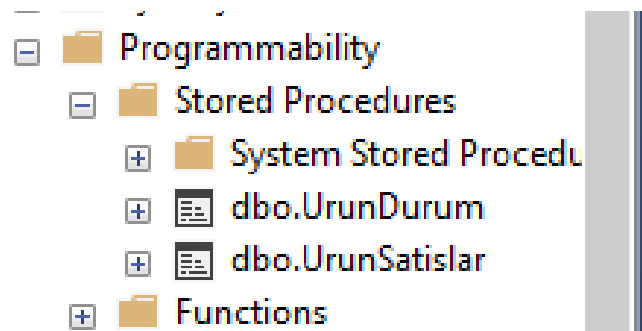 Programmability
Stored Procedures
System Stored Procedu
dbo.UrunDurum
dbo.UrunSatislar
Functions